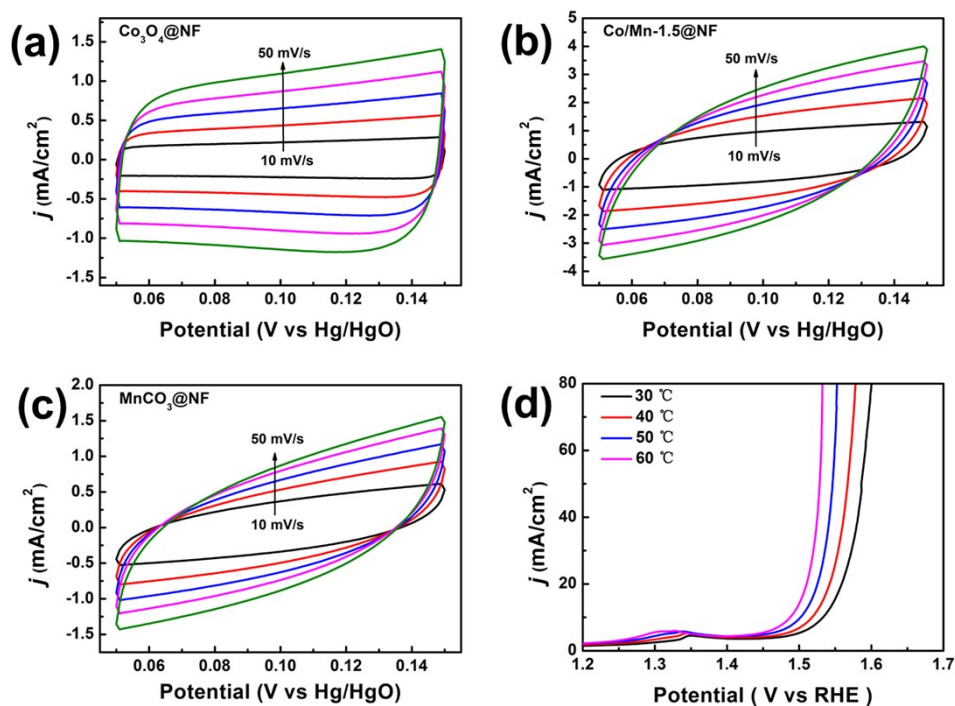 (a)
Co₃O₄@NF
50 mV/s
10 mV/s
1.5
1.0
0.5
0.0
-0.5
-1.0
-1.5
j (mA/cm²)
0.06 0.08 0.10 0.12 0.14
Potential (V vs Hg/HgO)
(b)
Co/Mn-1.5@NF
50 mV/s
10 mV/s
5
4
3
2
1
0
-1
-2
-3
-4
j (mA/cm²)
0.06 0.08 0.10 0.12 0.14
Potential (V vs Hg/HgO)
(c)
MnCO₃@NF
50 mV/s
10 mV/s
2.0
1.5
1.0
0.5
0.0
-0.5
-1.0
-1.5
j (mA/cm²)
0.06 0.08 0.10 0.12 0.14
Potential (V vs Hg/HgO)
(d)
30 ℃
40 ℃
50 ℃
60 ℃
80
60
40
20
0
j (mA/cm²)
1.2 1.3 1.4 1.5 1.6 1.7
Potential ( V vs RHE )